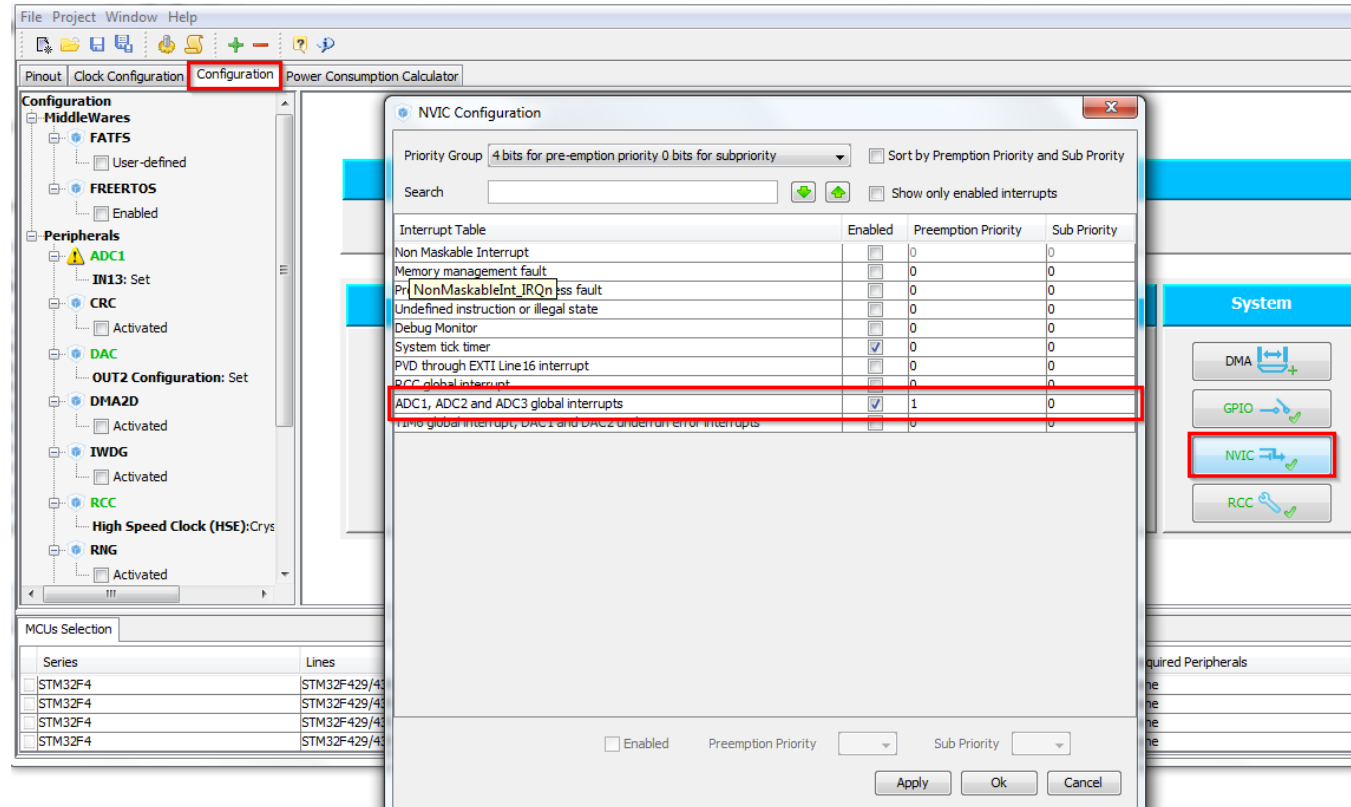 File Project Window Help
Pinout Clock Configuration Configuration Power Consumption Calculator
Configuration
MiddleWares
FATFS
User-defined
FREERTOS
Enabled
Peripherals
ADC1
IN13: Set
CRC
Activated
DAC
OUT2 Configuration: Set
DMA2D
Activated
IWDG
Activated
RCC
High Speed Clock (HSE):Crys
RNG
Activated
NVIC Configuration
Priority Group 4 bits for pre-emption priority 0 bits for subpriority Sort by Premption Priority and Sub Prority
Search Show only enabled interrupts
Interrupt Table Enabled Preemption Priority Sub Priority
Non Maskable Interrupt 0 0
Memory management fault 0 0
Pr NonMaskableInt_IRQn ess fault 0 0
Undefined instruction or illegal state 0 0
Debug Monitor 0 0
System tick timer 0 0
PVD through EXTI Line16 interrupt 0 0
RCC global interrupt 0 0
ADC1, ADC2 and ADC3 global interrupts 1 0
TIM6 global interrupt, DAC1 and DAC2 underrun error interrupts 0 0
Enabled Preemption Priority Sub Priority
Apply Ok Cancel
System
DMA
GPIO
NVIC
RCC
MCUs Selection
Series Lines quired Peripherals
STM32F4 STM32F429/43 ne
STM32F4 STM32F429/43 ne
STM32F4 STM32F429/43 ne
STM32F4 STM32F429/43 ne